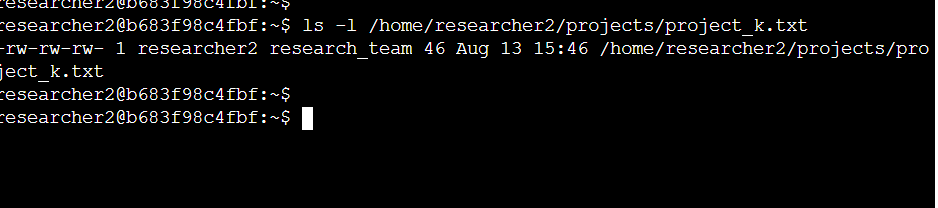 researcher2@b683f98c4fbf:~$
researcher2@b683f98c4fbf:~$ ls -l /home/researcher2/projects/project_k.txt
-rw-rw-rw- 1 researcher2 research_team 46 Aug 13 15:46 /home/researcher2/projects/pro
ject_k.txt
researcher2@b683f98c4fbf:~$
researcher2@b683f98c4fbf:~$